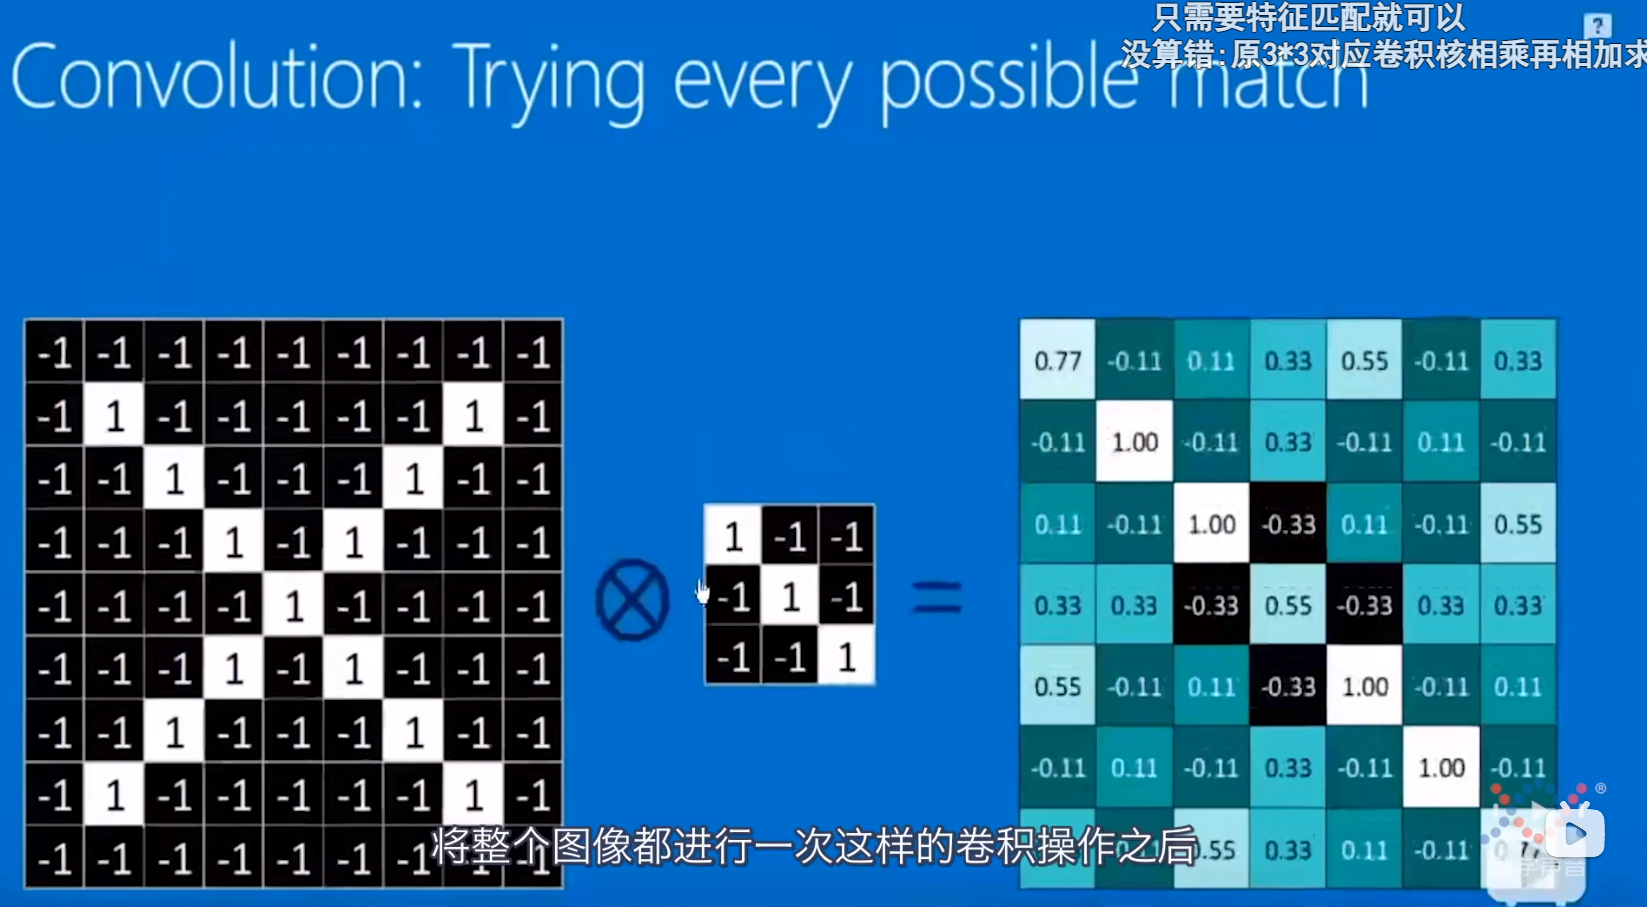 只需要特征匹配就可以
没算错:原3*3对应卷积核相乘再相加求
Convolution: Trying every possible match
?
-1 -1 -1 -1 -1 -1 -1 -1 -1
-1 1 -1 -1 -1 -1 -1 1 -1
-1 -1 1 -1 -1 -1 1 -1 -1
-1 -1 -1 1 -1 1 -1 -1 -1
-1 -1 -1 -1 1 -1 -1 -1 -1
-1 -1 -1 1 -1 1 -1 -1 -1
-1 -1 1 -1 -1 -1 1 -1 -1
-1 1 -1 -1 -1 -1 -1 1 -1
-1 -1 -1 -1 -1 -1 -1 -1 -1
1 -1 -1
-1 1 -1
-1 -1 1
=
0.77 -0.11 0.11 0.33 0.55 -0.11 0.33
-0.11 1.00 -0.11 0.33 -0.11 0.11 -0.11
0.11 -0.11 1.00 -0.33 0.11 -0.11 0.55
0.33 0.33 -0.33 0.55 -0.33 0.33 0.33
0.55 -0.11 0.11 -0.33 1.00 -0.11 0.11
-0.11 0.11 -0.11 0.33 -0.11 1.00 -0.11
.55 0.33 0.11 -0.11
将整个图像都进行一次这样的卷积操作之后
®